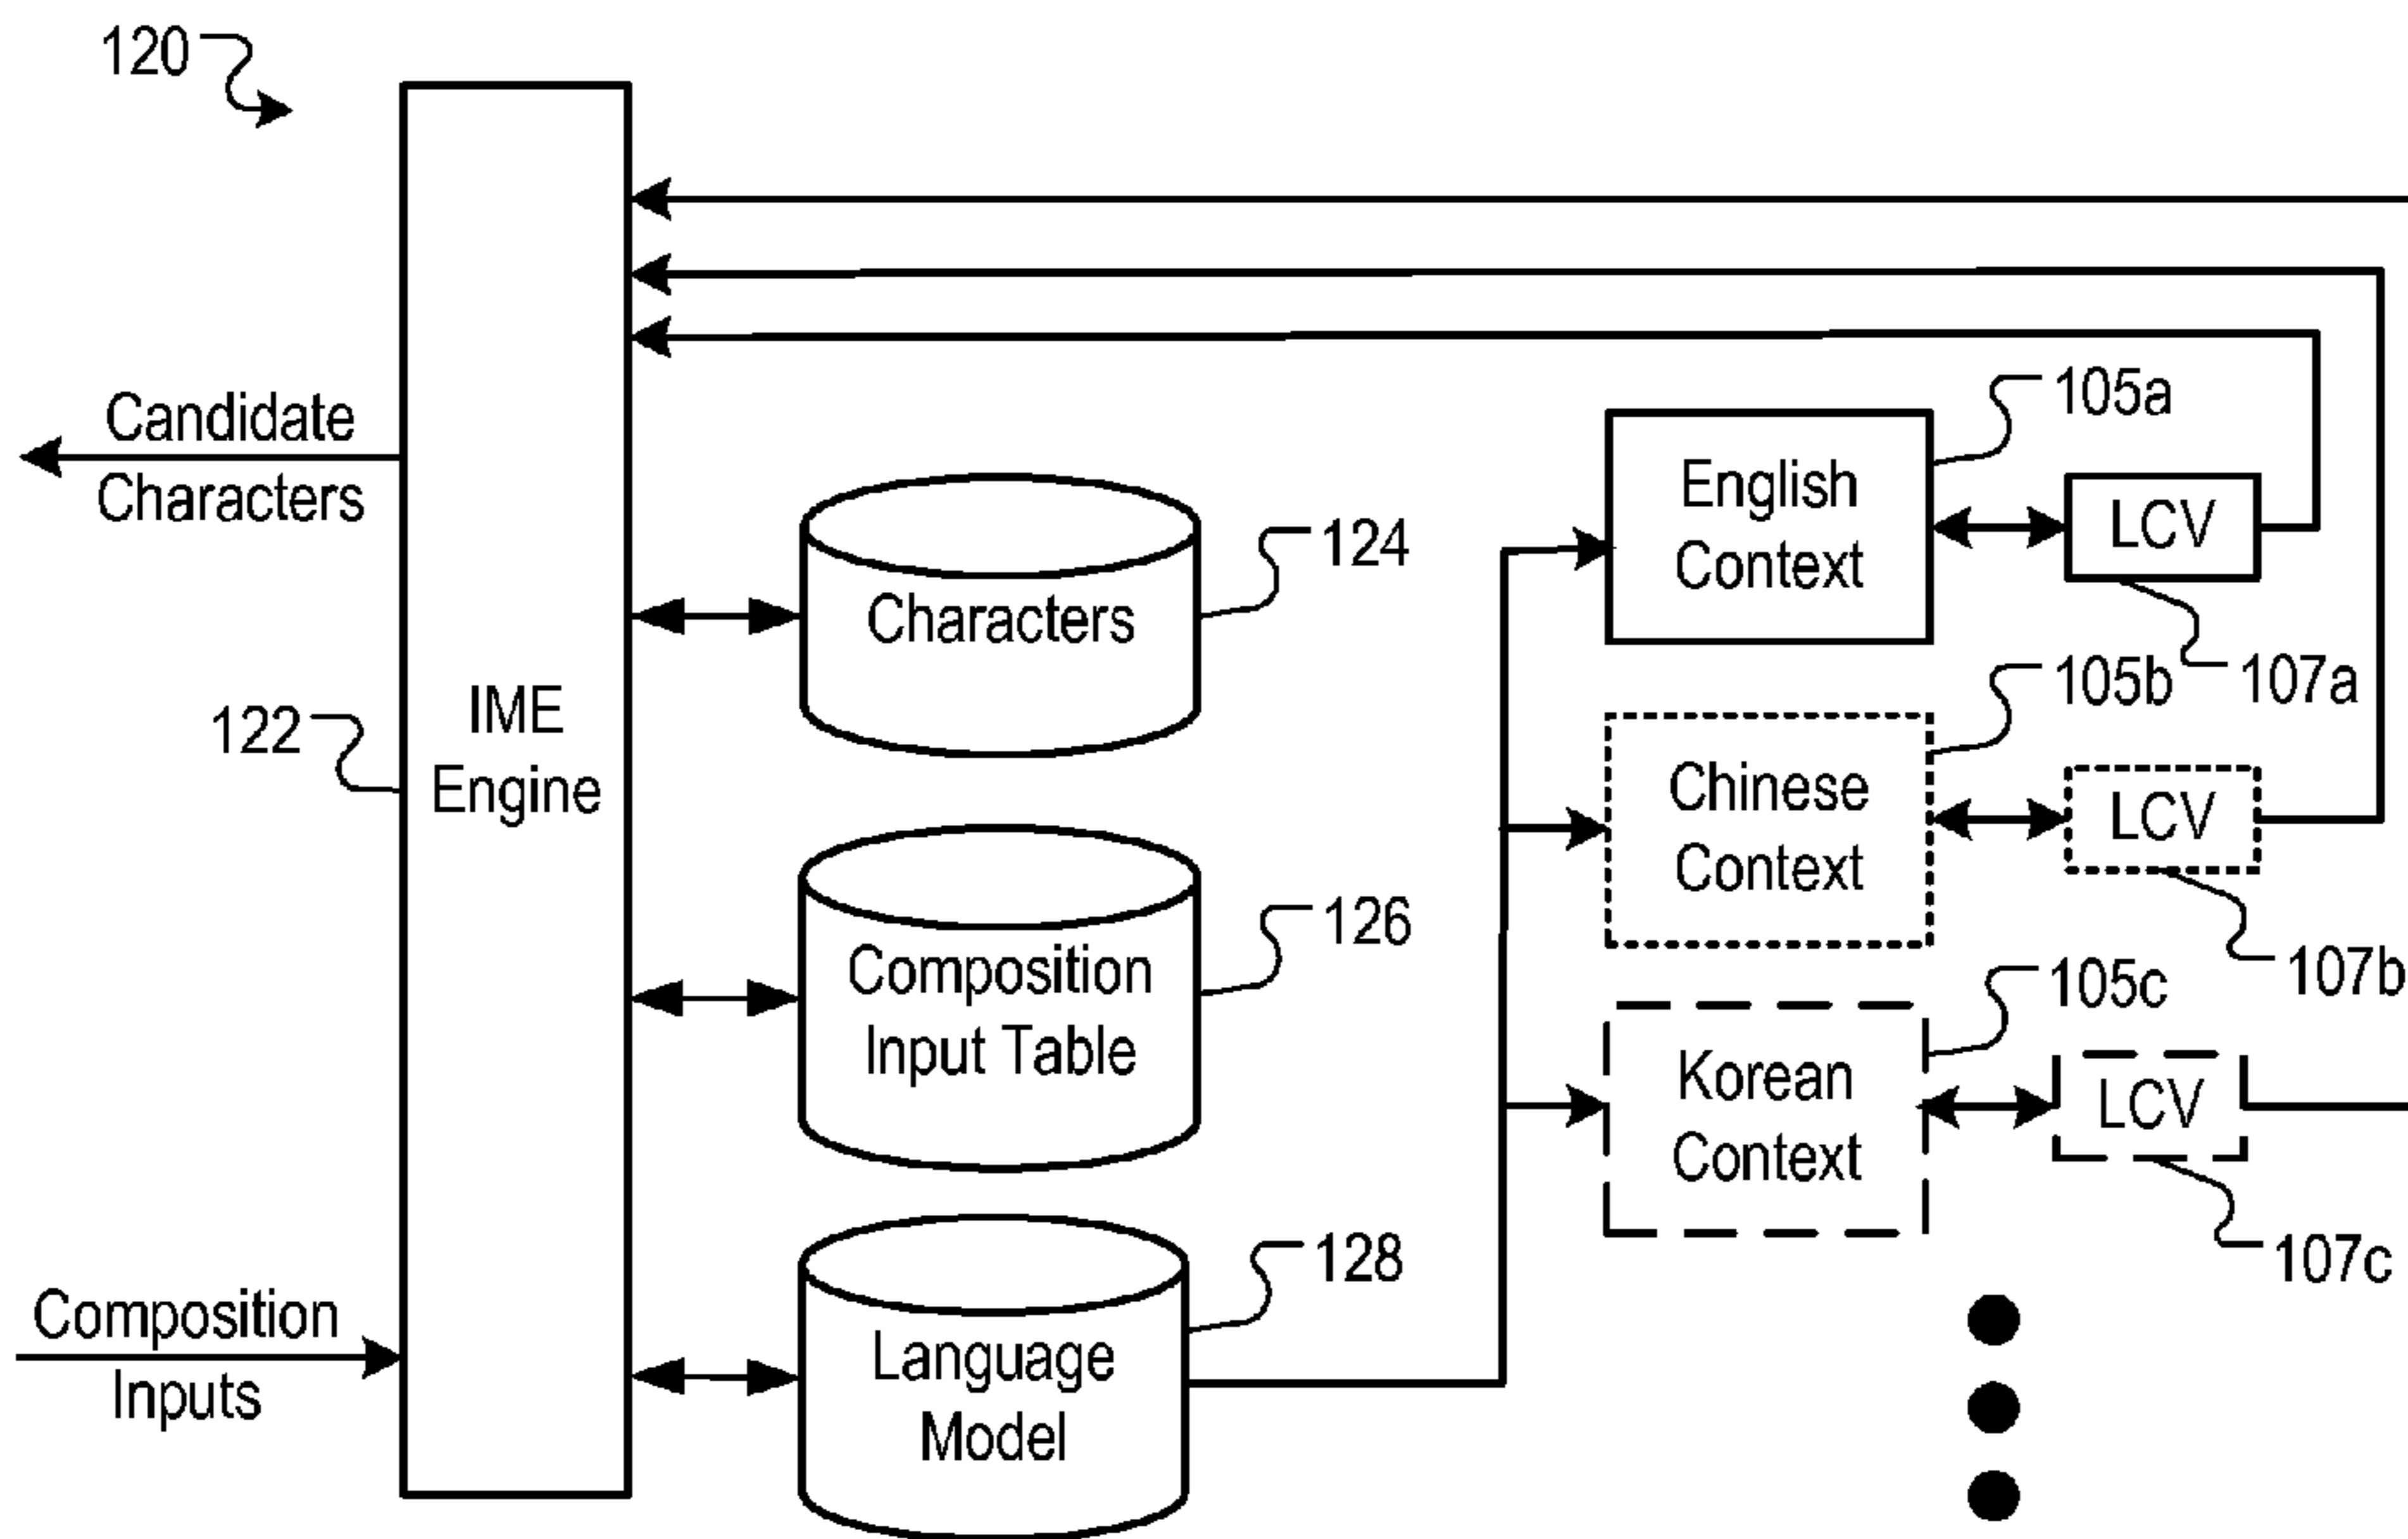 120
Candidate
Characters
105a
English
Context
LCV
124
Characters
107a
105b
IME
Engine
122
Chinese
Context
LCV
126
Composition
Input Table
107b
105c
Korean
Context
LCV
128
107c
Composition
Inputs
Language
Model